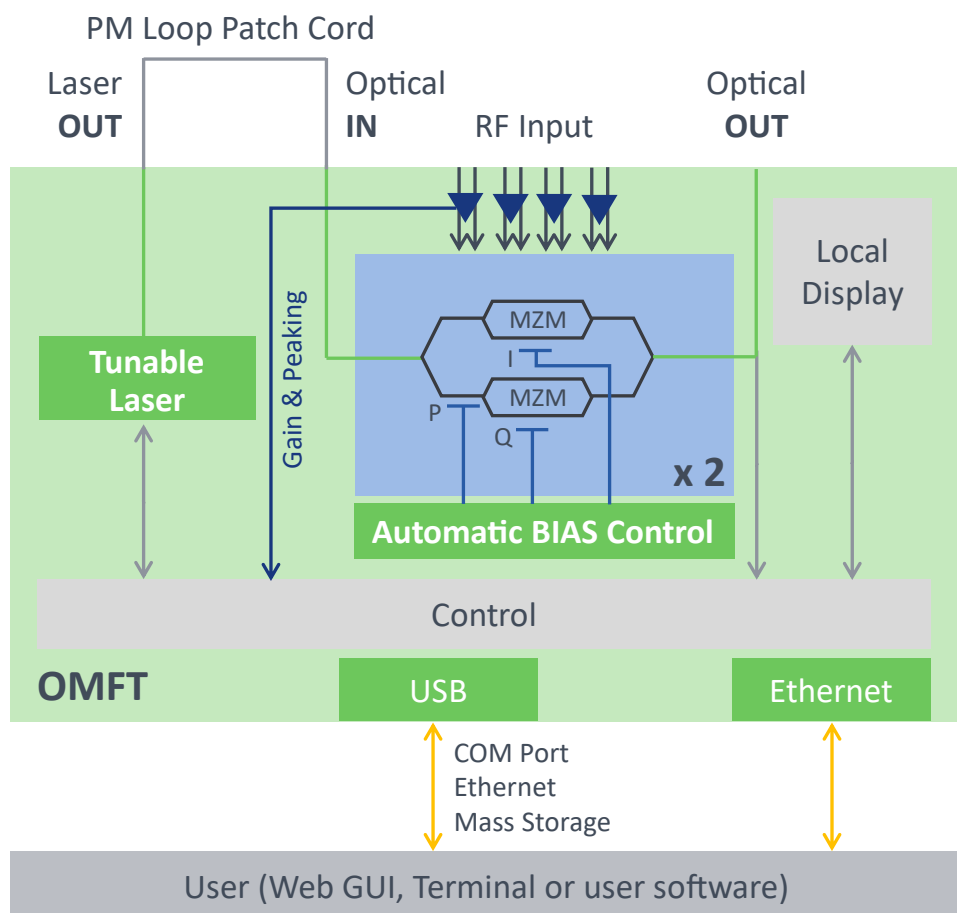 PM Loop Patch Cord
Laser
OUT
Optical
IN
RF Input
Optical
OUT
Local
Display
Tunable
Laser
Gain & Peaking
MZM
I
MZM
P
Q
x 2
Automatic BIAS Control
Control
OMFT
USB
Ethernet
COM Port
Ethernet
Mass Storage
User (Web GUI, Terminal or user software)